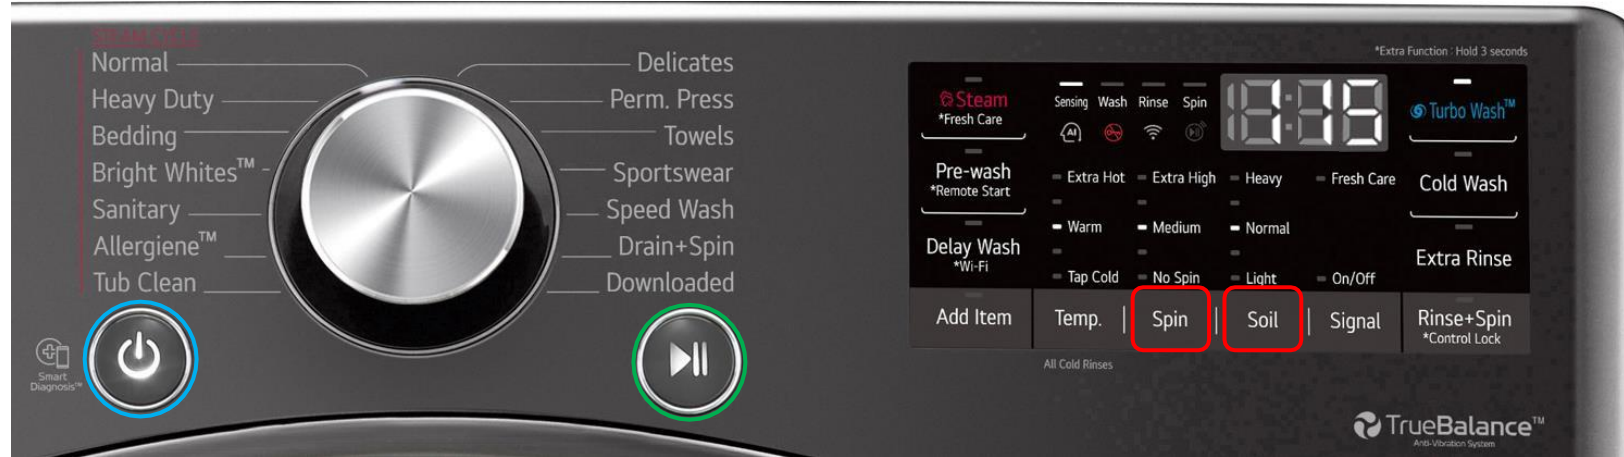 STEAM CYCLE
Normal
Heavy Duty
Bedding
Bright Whites™
Sanitary
Allergiene™
Tub Clean
Delicates
Perm. Press
Towels
Sportswear
Speed Wash
Drain+Spin
Downloaded
Smart
Diagnosis™
*Extra Function : Hold 3 seconds
Steam
*Fresh Care
Sensing Wash Rinse Spin
AI
1:15
Turbo Wash™
Pre-wash
*Remote Start
Extra Hot Extra High Heavy Fresh Care
Cold Wash
Warm Medium Normal
Delay Wash
*Wi-Fi
Tap Cold No Spin Light On/Off
Extra Rinse
Add Item Temp. Spin Soil Signal Rinse+Spin
*Control Lock
All Cold Rinses
TrueBalance™
Anti-Vibration System